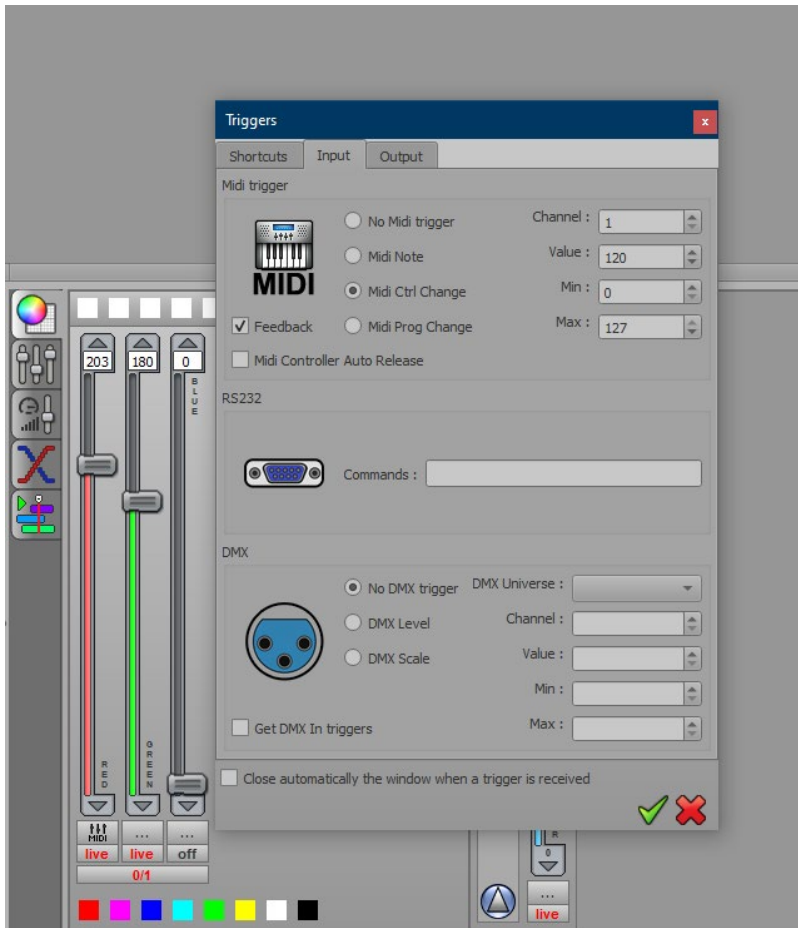 Triggers
x
Shortcuts Input Output
Midi trigger
No Midi trigger Channel : 1
Midi Note Value : 120
MIDI
Midi Ctrl Change Min : 0
Feedback Midi Prog Change Max : 127
Midi Controller Auto Release
RS232
Commands :
DMX
No DMX trigger DMX Universe :
DMX Level Channel :
DMX Scale Value :
Min :
Get DMX In triggers Max :
Close automatically the window when a trigger is received
203 180 0
RED GREEN BLUE
MIDI ... ...
live live off
0/1
R
0
...
live